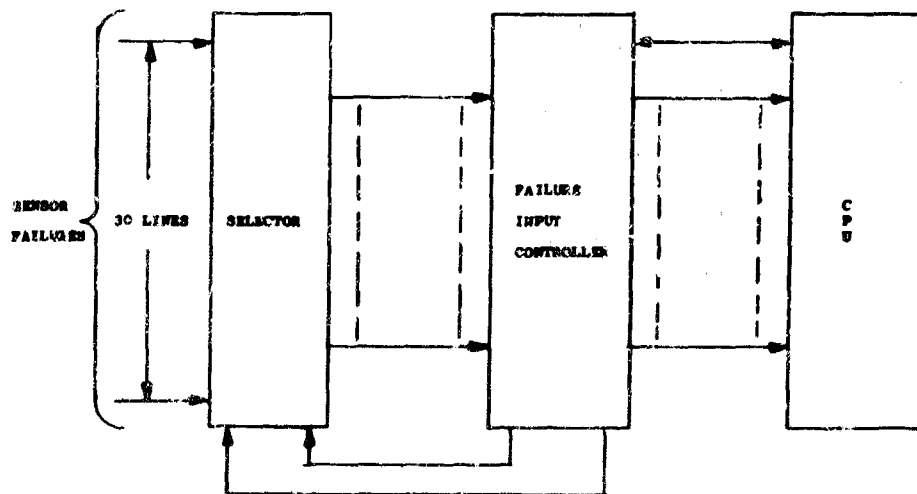 SENSOR
FAILURES
30 LINES
SELECTOR
FAILURE
INPUT
CONTROLLER
C
P
U